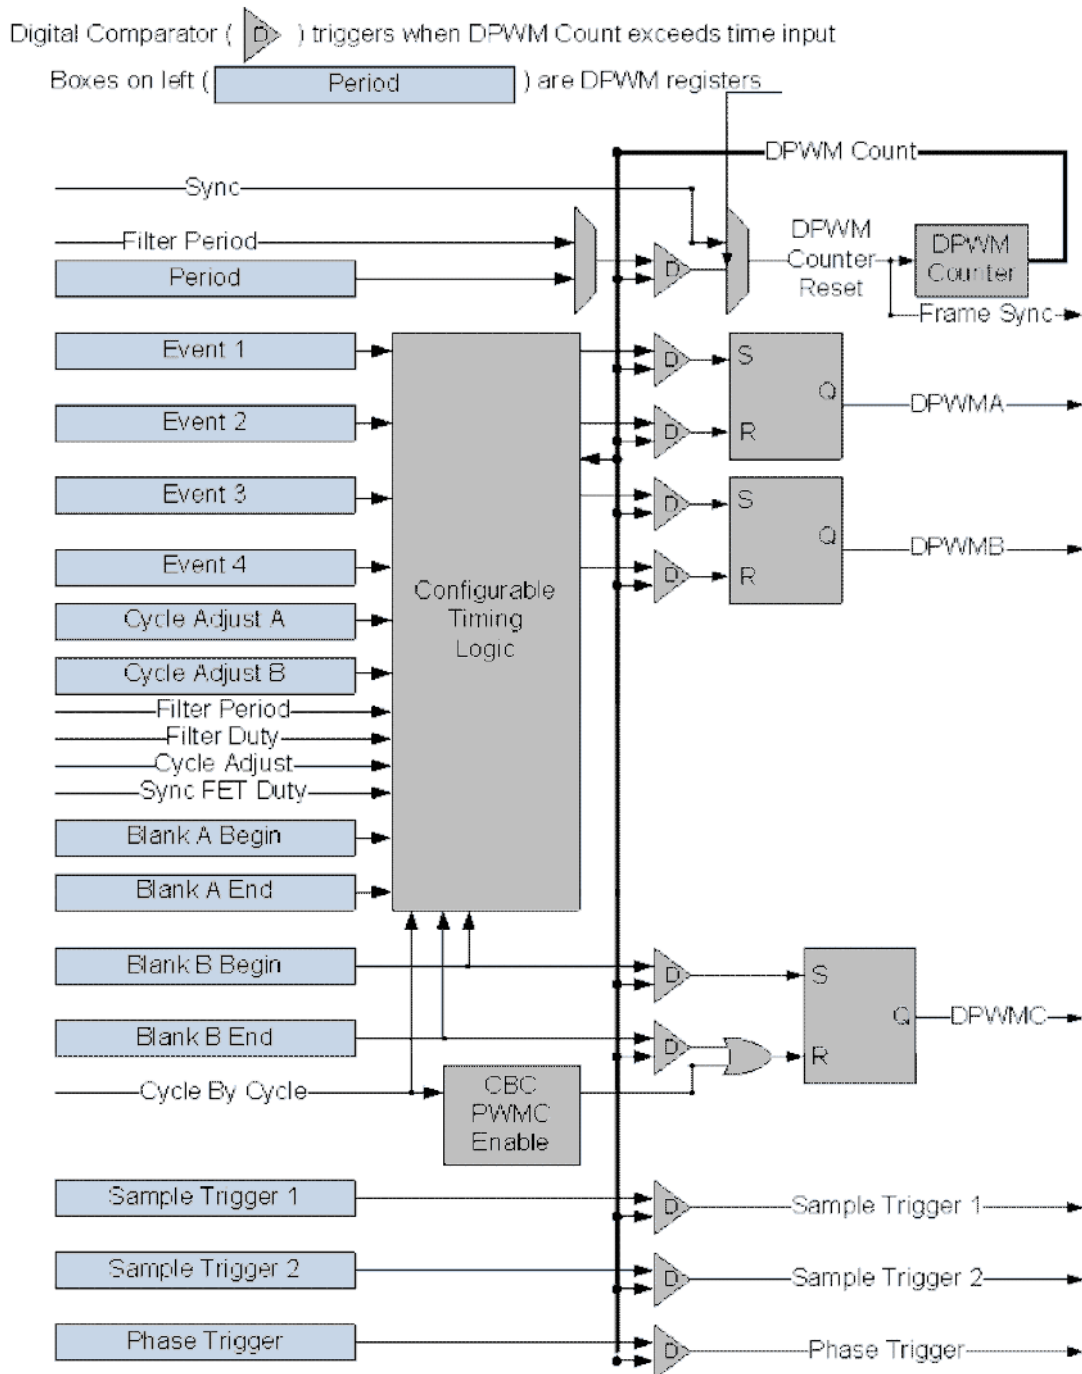 Digital Comparator ( D ) triggers when DPWM Count exceeds time input
Boxes on left ( Period ) are DPWM registers
DPWM Count
Sync
Filter Period
Period
D
DPWM
Counter
Reset
DPWM
Counter
Frame Sync
Event 1
D
S
Q
DPWMA
Event 2
D
R
Event 3
D
S
Q
DPWMB
Event 4
D
R
Configurable
Timing
Logic
Cycle Adjust A
Cycle Adjust B
Filter Period
Filter Duty
Cycle Adjust
Sync FET Duty
Blank A Begin
Blank A End
Blank B Begin
D
S
Q
DPWMC
Blank B End
D
R
Cycle By Cycle
CBC
PWMC
Enable
Sample Trigger 1
D
Sample Trigger 1
Sample Trigger 2
D
Sample Trigger 2
Phase Trigger
D
Phase Trigger